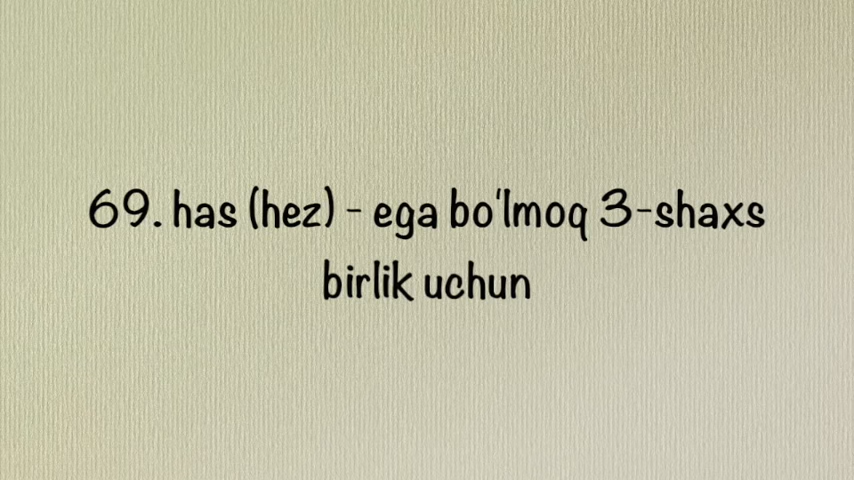 69. has (hez) - ega bo'lmoq 3-shaxs
birlik uchun